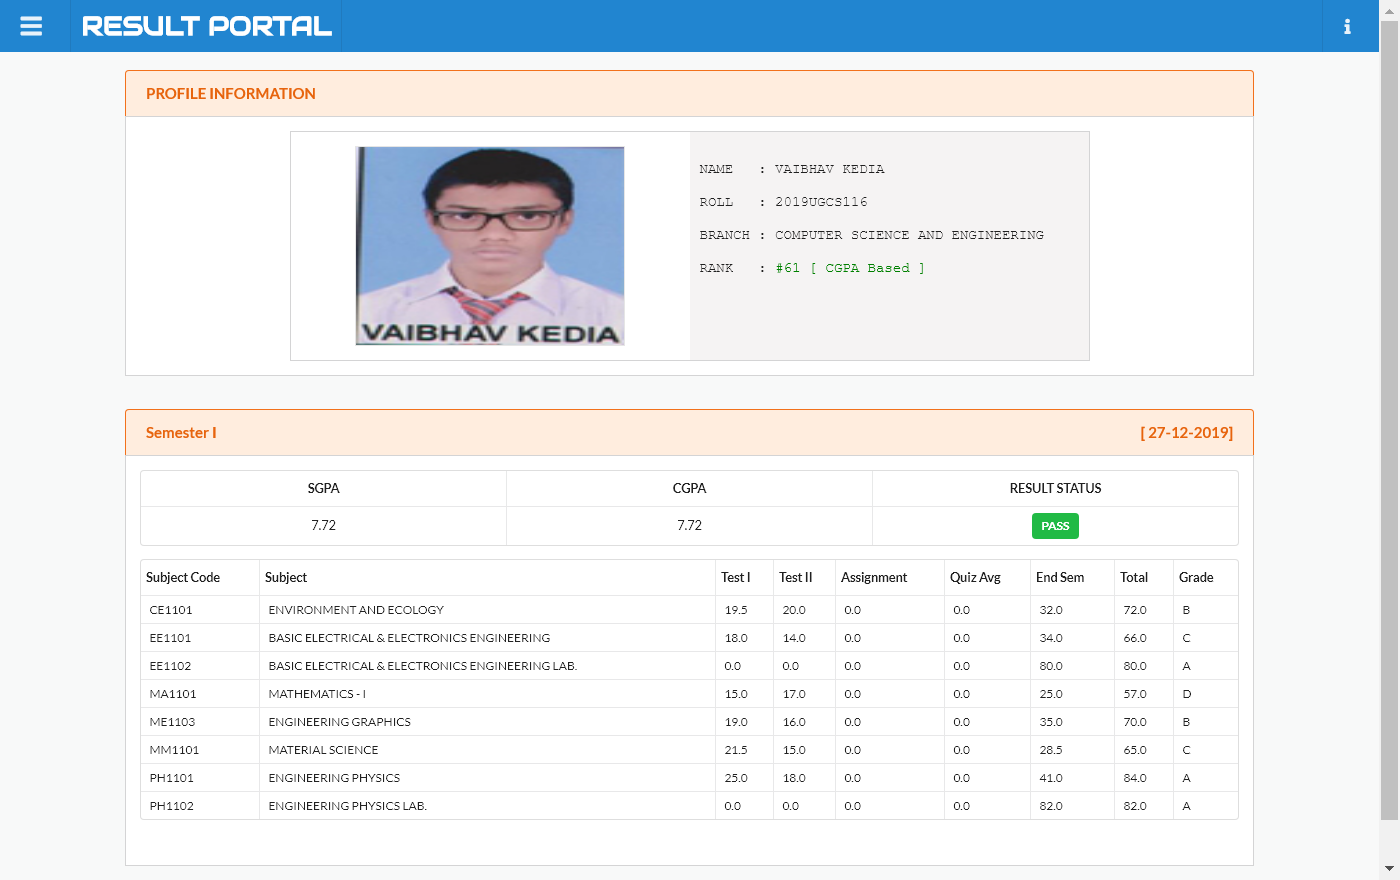 RESULT PORTAL
PROFILE INFORMATION
VAIBHAV KEDIA
NAME : VAIBHAV KEDIA
ROLL : 2019UGCS116
BRANCH : COMPUTER SCIENCE AND ENGINEERING
RANK : #61 [ CGPA Based ]
Semester I [ 27-12-2019]
SGPA CGPA RESULT STATUS
7.72 7.72 PASS
Subject Code Subject Test I Test II Assignment Quiz Avg End Sem Total Grade
CE1101 ENVIRONMENT AND ECOLOGY 19.5 20.0 0.0 0.0 32.0 72.0 B
EE1101 BASIC ELECTRICAL & ELECTRONICS ENGINEERING 18.0 14.0 0.0 0.0 34.0 66.0 C
EE1102 BASIC ELECTRICAL & ELECTRONICS ENGINEERING LAB. 0.0 0.0 0.0 0.0 80.0 80.0 A
MA1101 MATHEMATICS - I 15.0 17.0 0.0 0.0 25.0 57.0 D
ME1103 ENGINEERING GRAPHICS 19.0 16.0 0.0 0.0 35.0 70.0 B
MM1101 MATERIAL SCIENCE 21.5 15.0 0.0 0.0 28.5 65.0 C
PH1101 ENGINEERING PHYSICS 25.0 18.0 0.0 0.0 41.0 84.0 A
PH1102 ENGINEERING PHYSICS LAB. 0.0 0.0 0.0 0.0 82.0 82.0 A